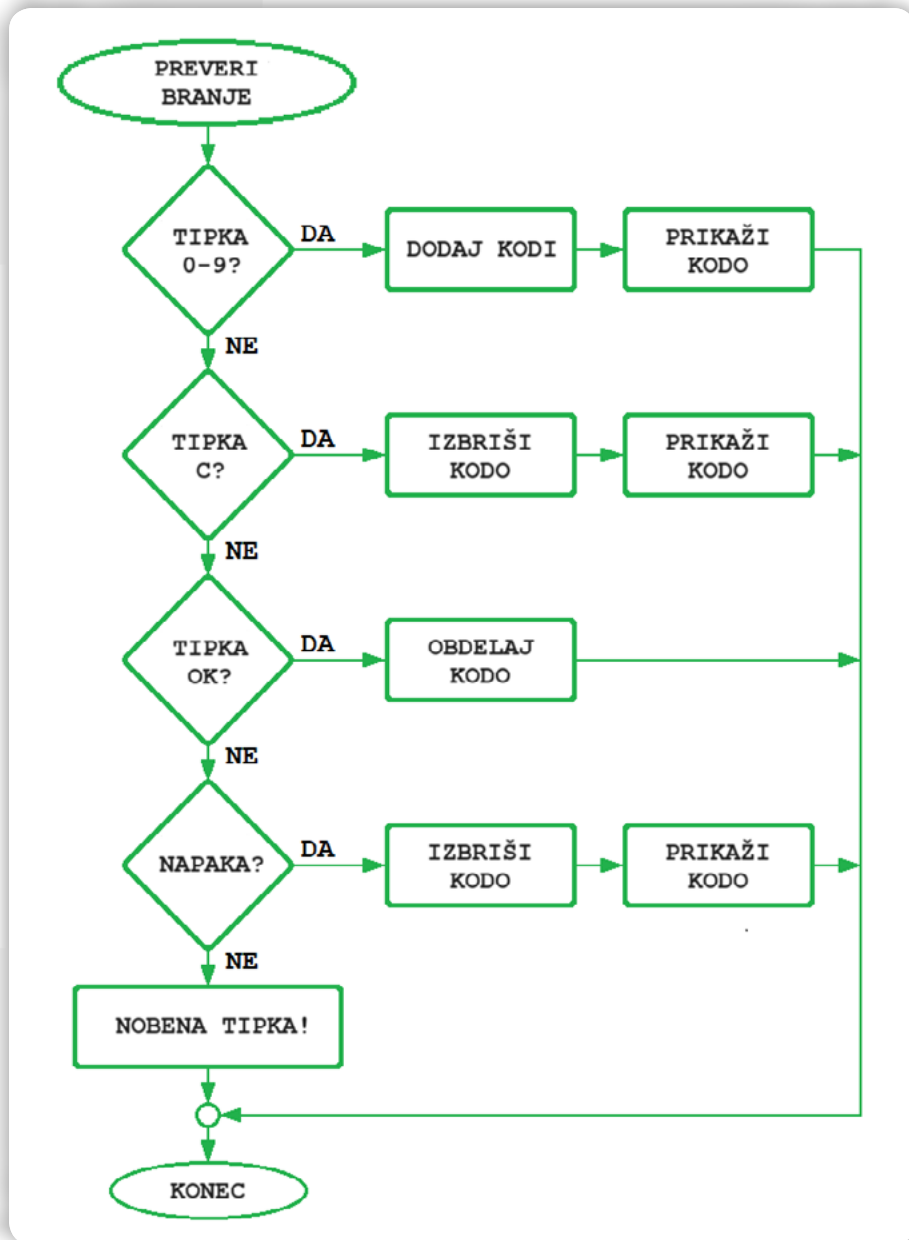 PREVERI
BRANJE
TIPKA
0-9?
DA
DODAJ KODI
PRIKAŽI
KODO
NE
TIPKA
C?
DA
IZBRIŠI
KODO
PRIKAŽI
KODO
NE
TIPKA
OK?
DA
OBDELAJ
KODO
NE
NAPAKA?
DA
IZBRIŠI
KODO
PRIKAŽI
KODO
NE
NOBENA TIPKA!
KONEC